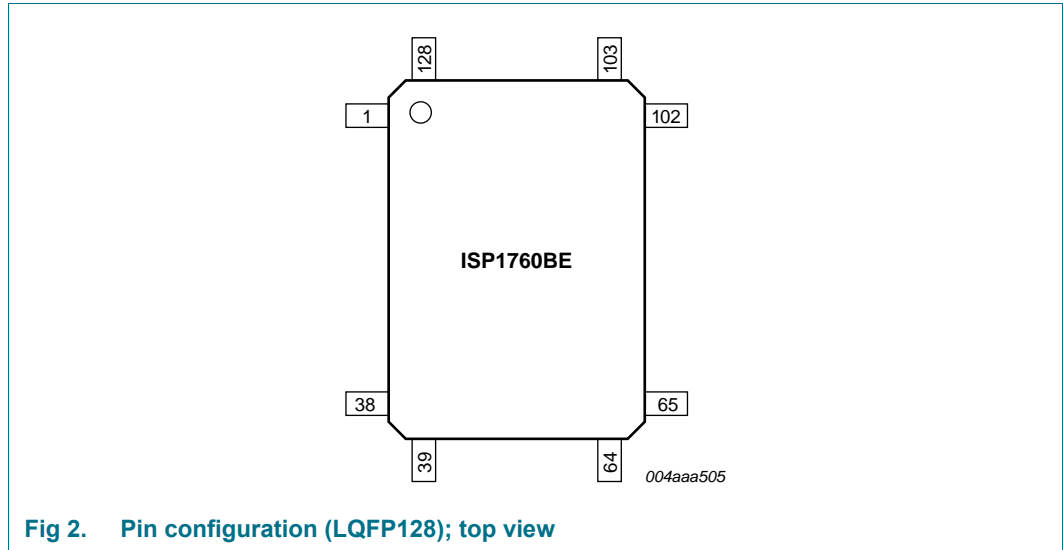 128
103
1
102
ISP1760BE
38
65
39
64
004aaa505
Fig 2. Pin configuration (LQFP128); top view